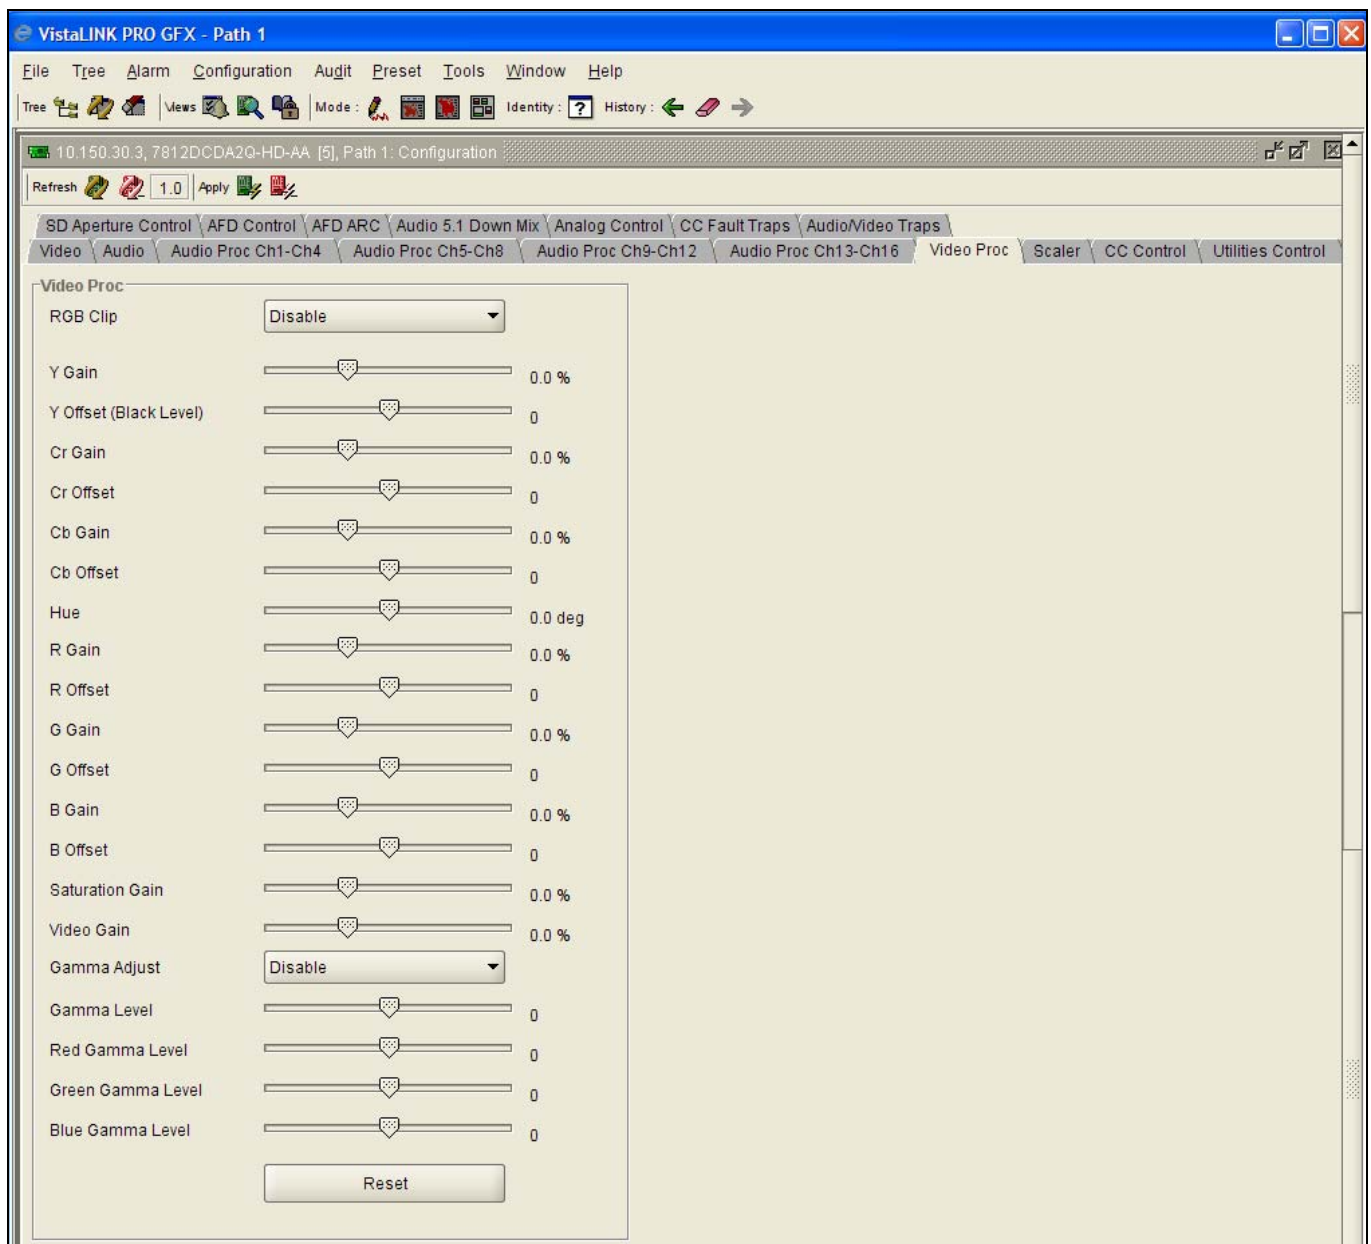 VistaLINK PRO GFX - Path 1
File Tree Alarm Configuration Audit Preset Tools Window Help
Tree Views Mode : Identity : ? History :
10.150.30.3, 7812DCDA2Q-HD-AA [5], Path 1: Configuration
Refresh 1.0 Apply
SD Aperture Control AFD Control AFD ARC Audio 5.1 Down Mix Analog Control CC Fault Traps Audio/Video Traps
Video Audio Audio Proc Ch1-Ch4 Audio Proc Ch5-Ch8 Audio Proc Ch9-Ch12 Audio Proc Ch13-Ch16 Video Proc Scaler CC Control Utilities Control
Video Proc
RGB Clip Disable
Y Gain 0.0 %
Y Offset (Black Level) 0
Cr Gain 0.0 %
Cr Offset 0
Cb Gain 0.0 %
Cb Offset 0
Hue 0.0 deg
R Gain 0.0 %
R Offset 0
G Gain 0.0 %
G Offset 0
B Gain 0.0 %
B Offset 0
Saturation Gain 0.0 %
Video Gain 0.0 %
Gamma Adjust Disable
Gamma Level 0
Red Gamma Level 0
Green Gamma Level 0
Blue Gamma Level 0
Reset